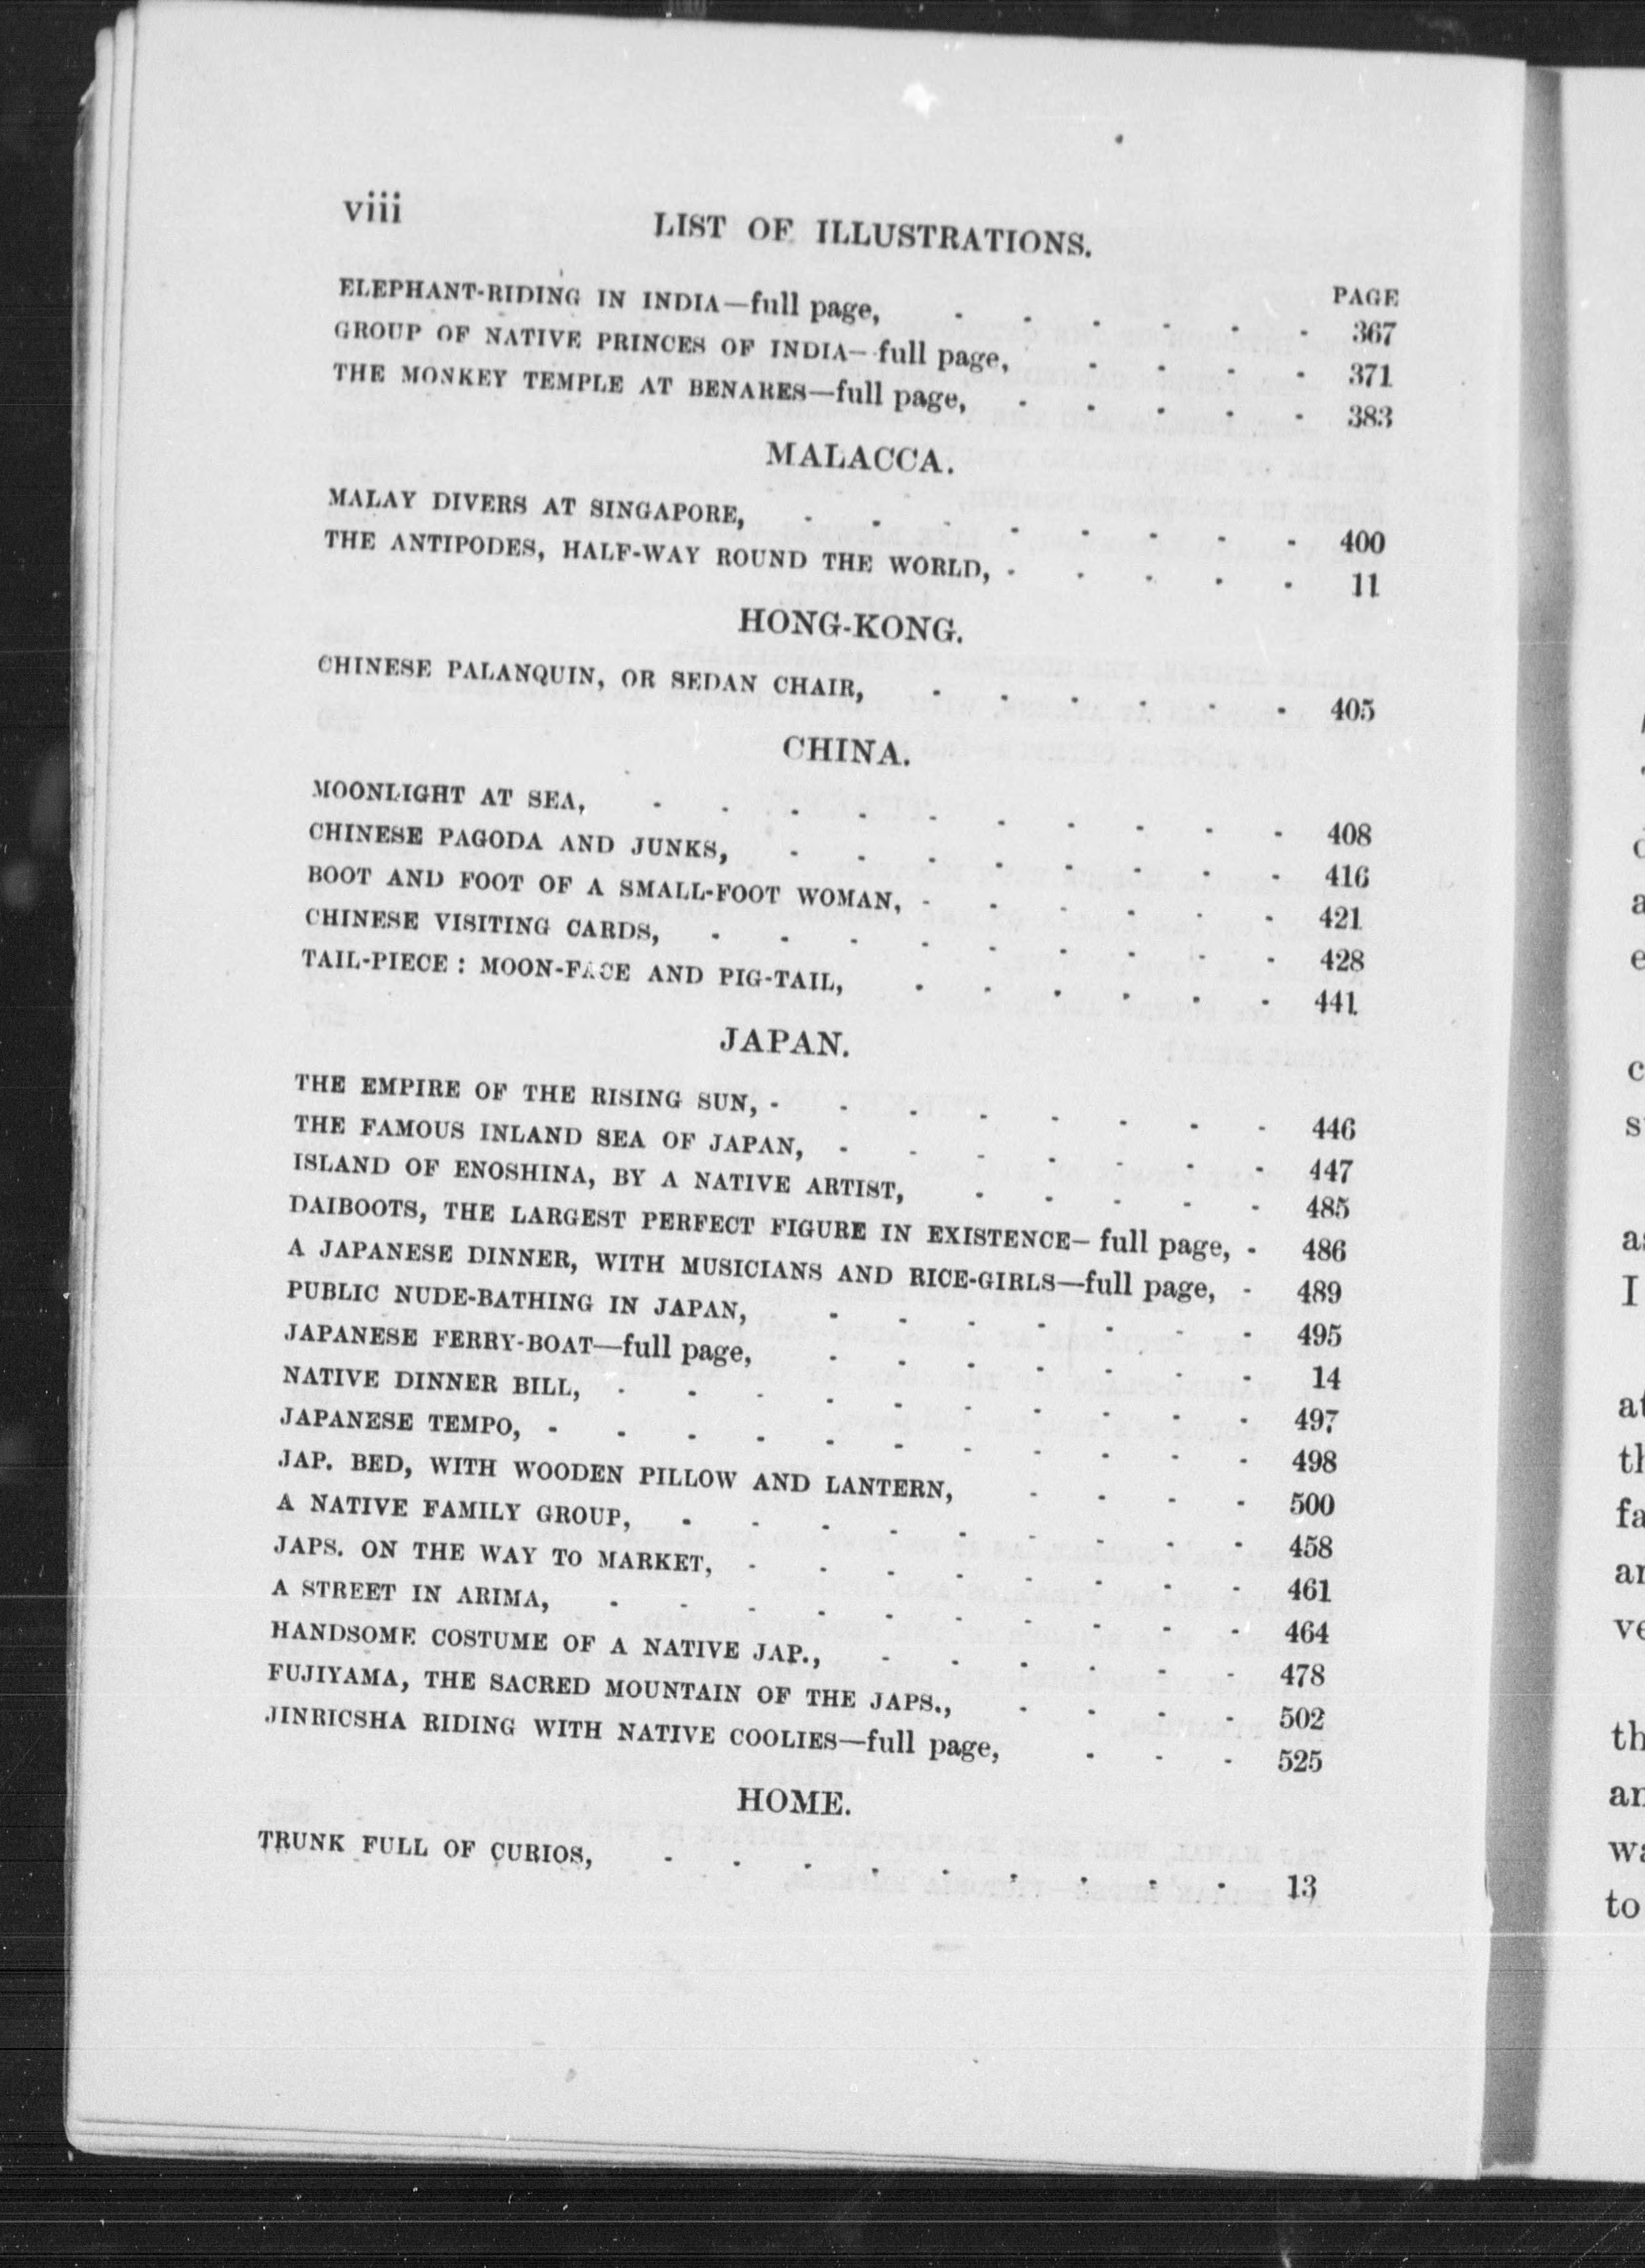 viii
LIST OF ILLUSTRATIONS.
PAGE
ELEPHANT-RIDING IN INDIA—full page, - - - - - - 367
GROUP OF NATIVE PRINCES OF INDIA—full page, - - - - 371
THE MONKEY TEMPLE AT BENARES—full page, - - - - - 383
MALACCA.
MALAY DIVERS AT SINGAPORE, - - - - - - - - 400
THE ANTIPODES, HALF-WAY ROUND THE WORLD, - - - - - 11
HONG-KONG.
CHINESE PALANQUIN, OR SEDAN CHAIR, - - - - - - 405
CHINA.
MOONLIGHT AT SEA, - - - - - - - - - - 408
CHINESE PAGODA AND JUNKS, - - - - - - - - 416
BOOT AND FOOT OF A SMALL-FOOT WOMAN, - - - - - - 421
CHINESE VISITING CARDS, - - - - - - - - - 428
TAIL-PIECE: MOON-FACE AND PIG-TAIL, - - - - - - 441
JAPAN.
THE EMPIRE OF THE RISING SUN, - - - - - - - - 446
THE FAMOUS INLAND SEA OF JAPAN, - - - - - - - 447
ISLAND OF ENOSHINA, BY A NATIVE ARTIST, - - - - - 485
DAIBOOTS, THE LARGEST PERFECT FIGURE IN EXISTENCE—full page, - 486
A JAPANESE DINNER, WITH MUSICIANS AND RICE-GIRLS—full page, - 489
PUBLIC NUDE-BATHING IN JAPAN, - - - - - - - 495
JAPANESE FERRY-BOAT—full page, - - - - - - - 14
NATIVE DINNER BILL, - - - - - - - - - - 497
JAPANESE TEMPO, - - - - - - - - - - - 498
JAP. BED, WITH WOODEN PILLOW AND LANTERN, - - - - 500
A NATIVE FAMILY GROUP, - - - - - - - - - 458
JAPS. ON THE WAY TO MARKET, - - - - - - - - 461
A STREET IN ARIMA, - - - - - - - - - - 464
HANDSOME COSTUME OF A NATIVE JAP., - - - - - - 478
FUJIYAMA, THE SACRED MOUNTAIN OF THE JAPS., - - - - 502
JINRICSHA RIDING WITH NATIVE COOLIES—full page, - - - 525
HOME.
TRUNK FULL OF CURIOS, - - - - - - - - - 13